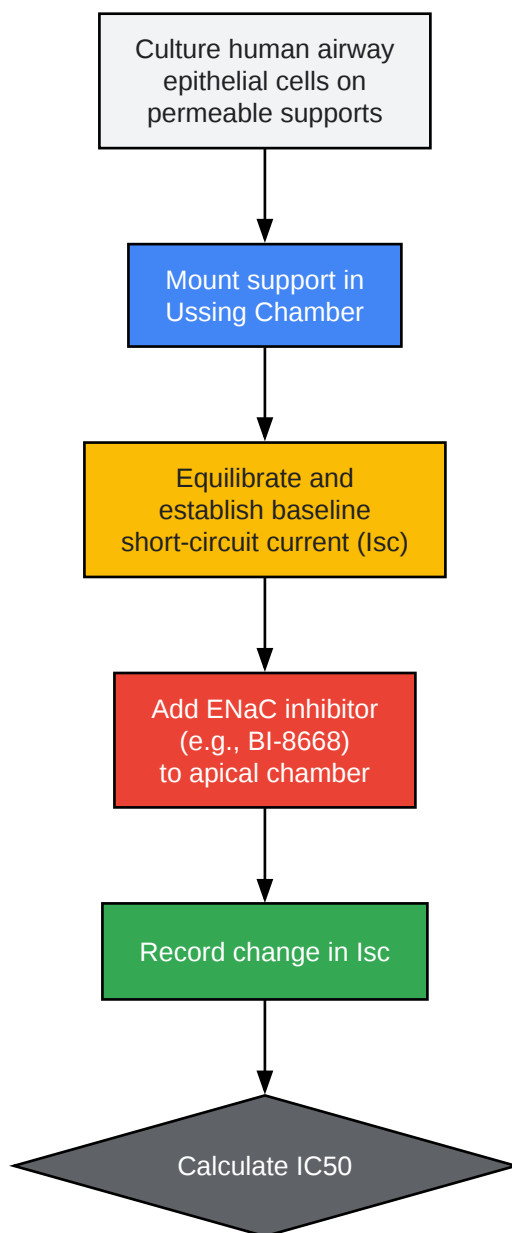 Culture human airway
epithelial cells on
permeable supports
Mount support in
Ussing Chamber
Equilibrate and
establish baseline
short-circuit current (Isc)
Add ENaC inhibitor
(e.g., BI-8668)
to apical chamber
Record change in Isc
Calculate IC50